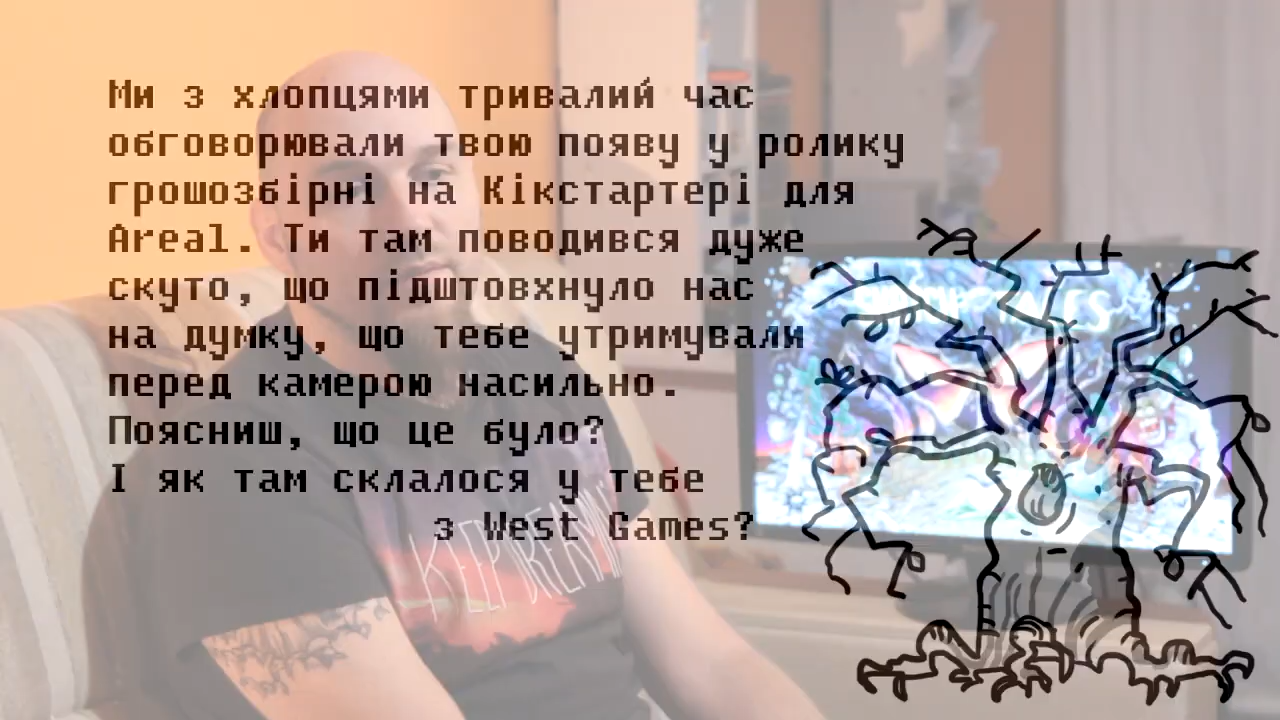 Ми з хлопцями тривалий час
обговорювали твою появу у ролику
грошозбірні на Кікстартері для
Areal. Ти там поводився дуже
скуто, що підштовхнуло нас
на думку, що тебе утримували
перед камерою насильно.
Поясниш, що це було?
І як там склалося у тебе
з West Games?
KEEP DREAMING